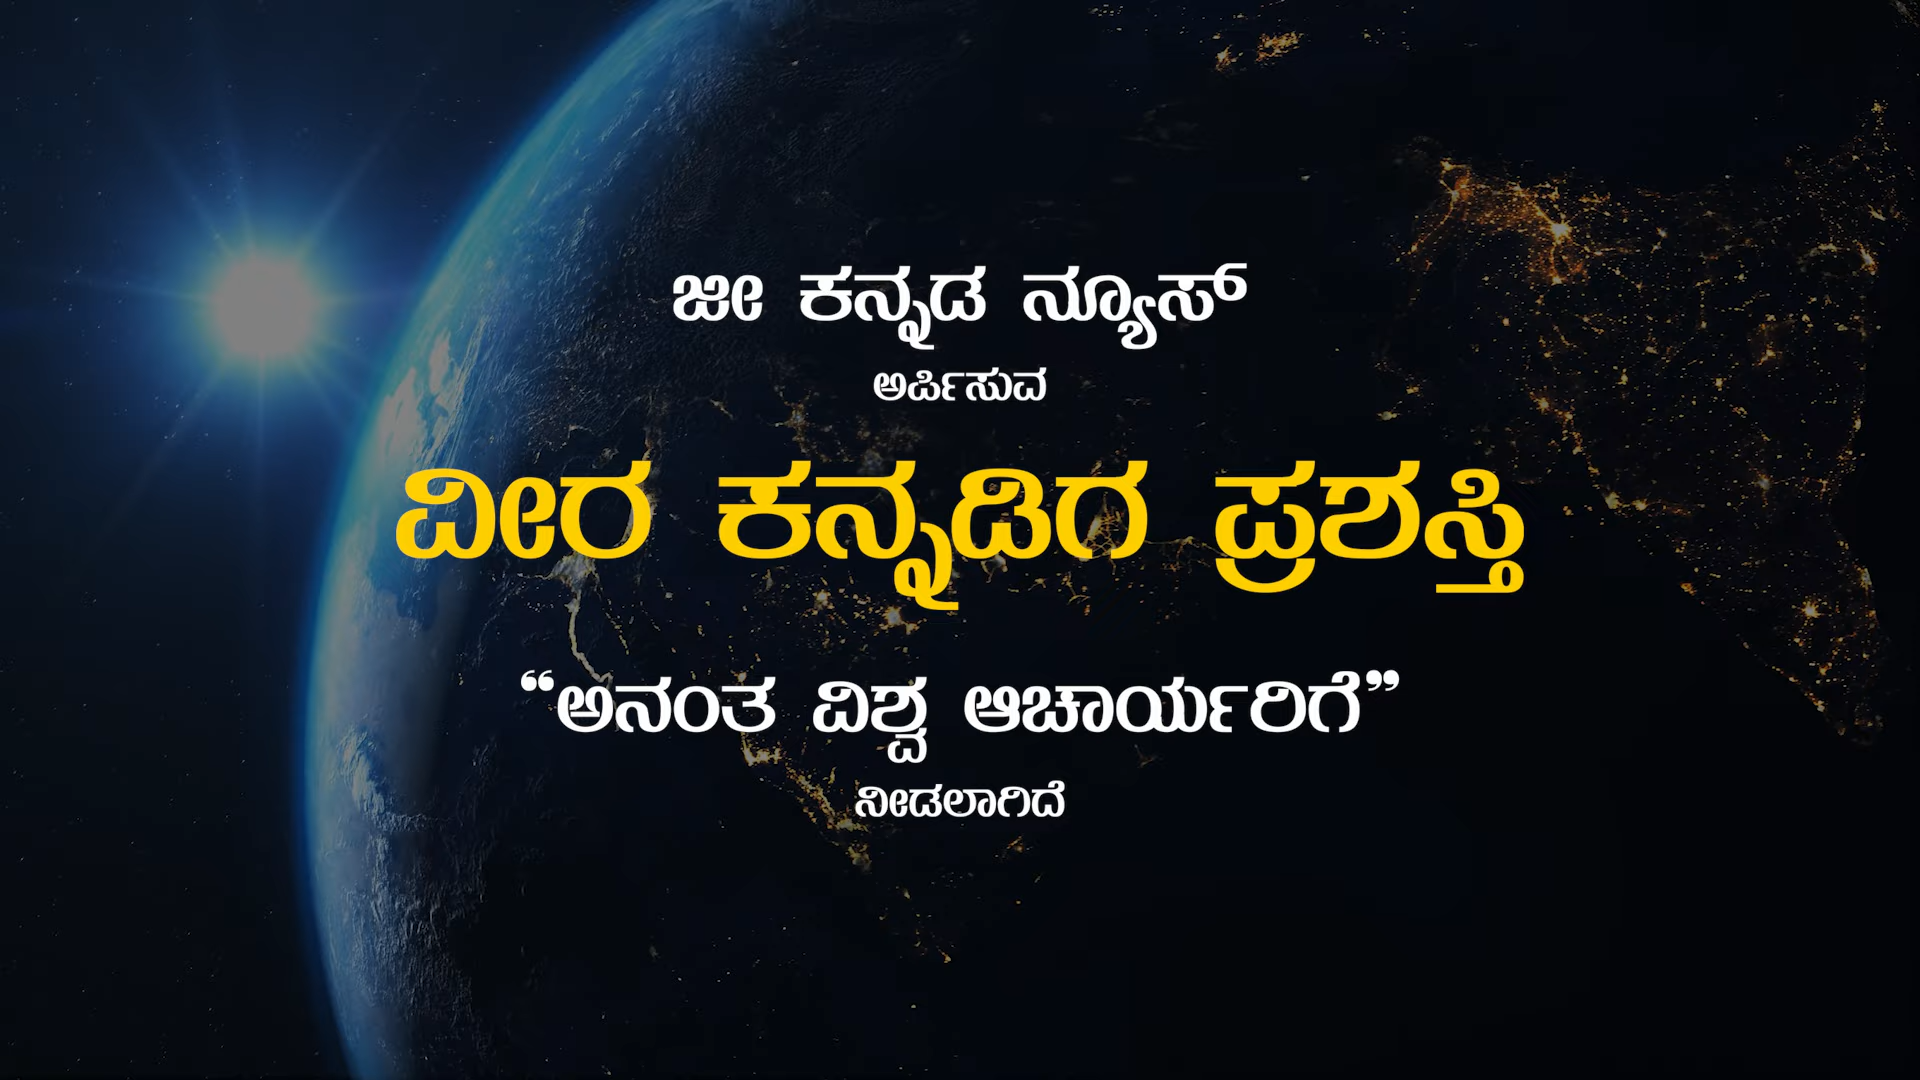 ಜೀ ಕನ್ನಡ ನ್ಯೂಸ್
ಅರ್ಪಿಸುವ
ವೀರ ಕನ್ನಡಿಗ ಪ್ರಶಸ್ತಿ
“ಅನಂತ ವಿಶ್ವ ಆಚಾರ್ಯರಿಗೆ”
ನೀಡಲಾಗಿದೆ